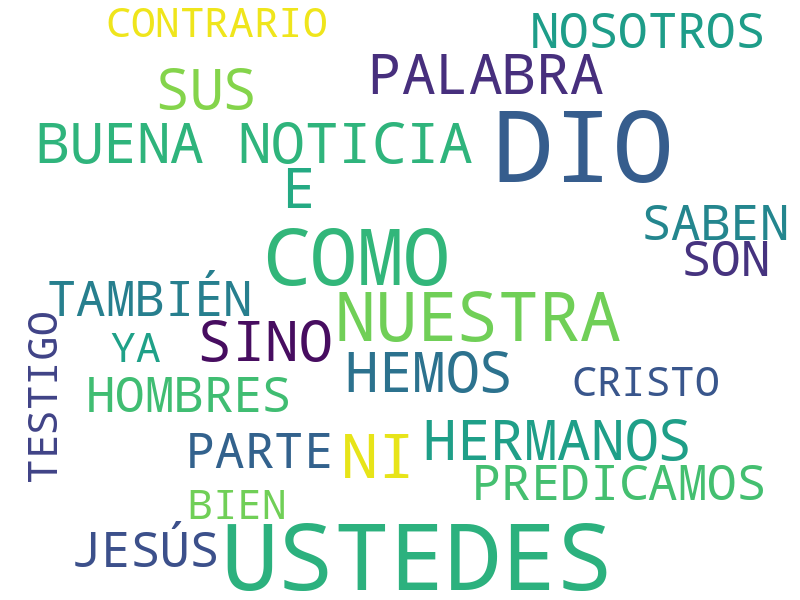 CONTRARIO
NOSOTROS
PALABRA
SUS
DIO
BUENA NOTICIA
E
SABEN
COMO
SON
TAMBIÉN
NUESTRA
TESTIGO
YA
SINO
HEMOS
CRISTO
HOMBRES
HERMANOS
PARTE
NI
PREDICAMOS
BIEN
JESÚS
USTEDES